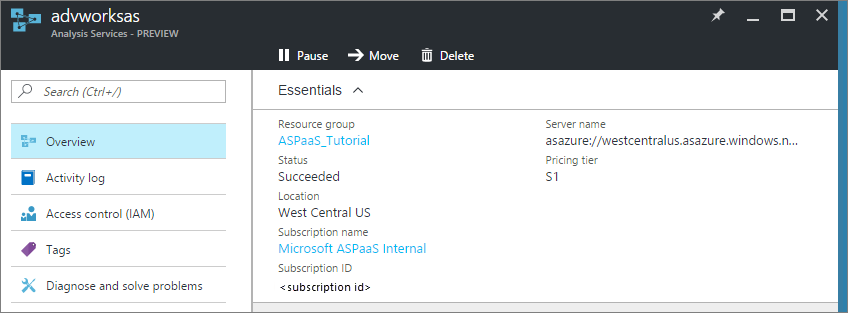 advworksas
Analysis Services - PREVIEW
Pause Move Delete
Search (Ctrl+/)
Overview
Activity log
Access control (IAM)
Tags
Diagnose and solve problems
Essentials
Resource group
ASPaaS_Tutorial
Status
Succeeded
Location
West Central US
Subscription name
Microsoft ASPaaS Internal
Subscription ID
<subscription id>
Server name
asazure://westcentralus.asazure.windows.n...
Pricing tier
S1